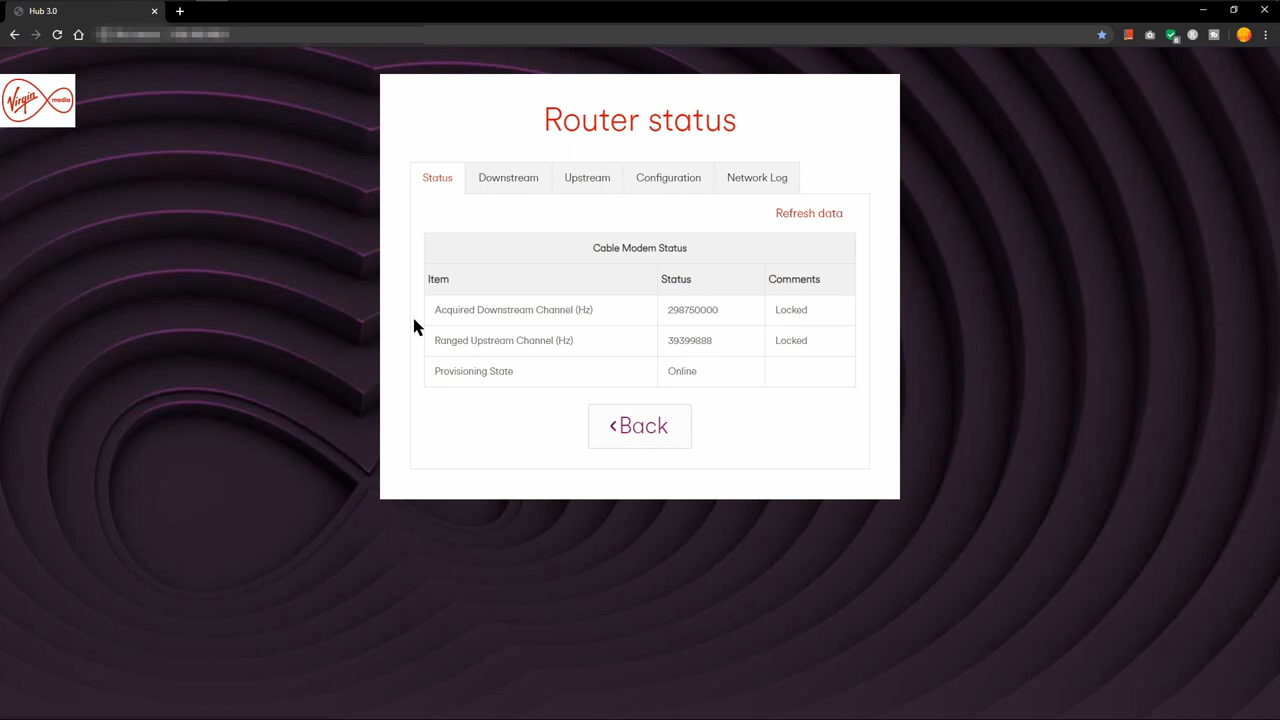 Hub 3.0
Virgin media
Router status
Status Downstream Upstream Configuration Network Log
Refresh data
Cable Modem Status
Item Status Comments
Acquired Downstream Channel (Hz) 298750000 Locked
Ranged Upstream Channel (Hz) 39399888 Locked
Provisioning State Online
Back